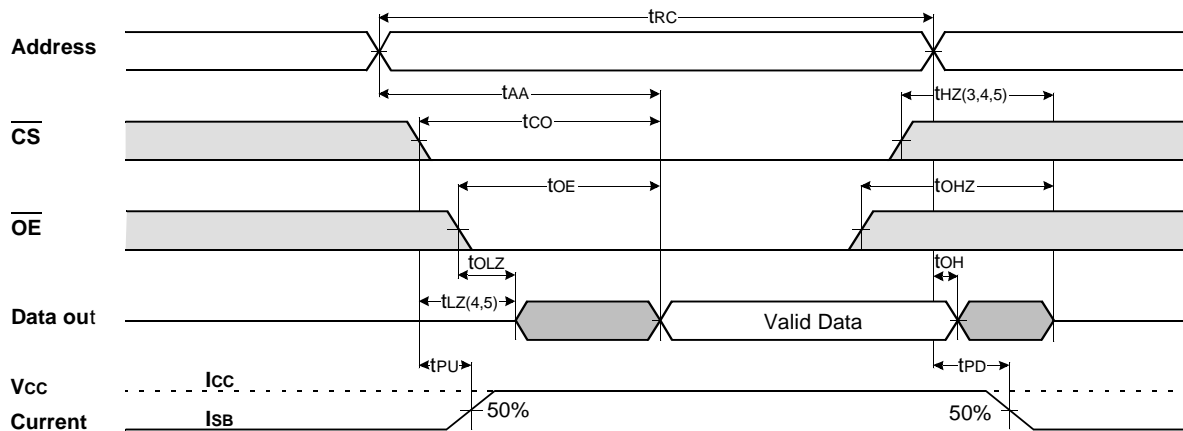 tRC
Address
tAA
tHZ(3,4,5)
CS
tCO
tOE
tOHZ
OE
tOLZ
tOH
tLZ(4,5)
Data out
Valid Data
tPU
tPD
VCC
ICC
50%
50%
Current
ISB